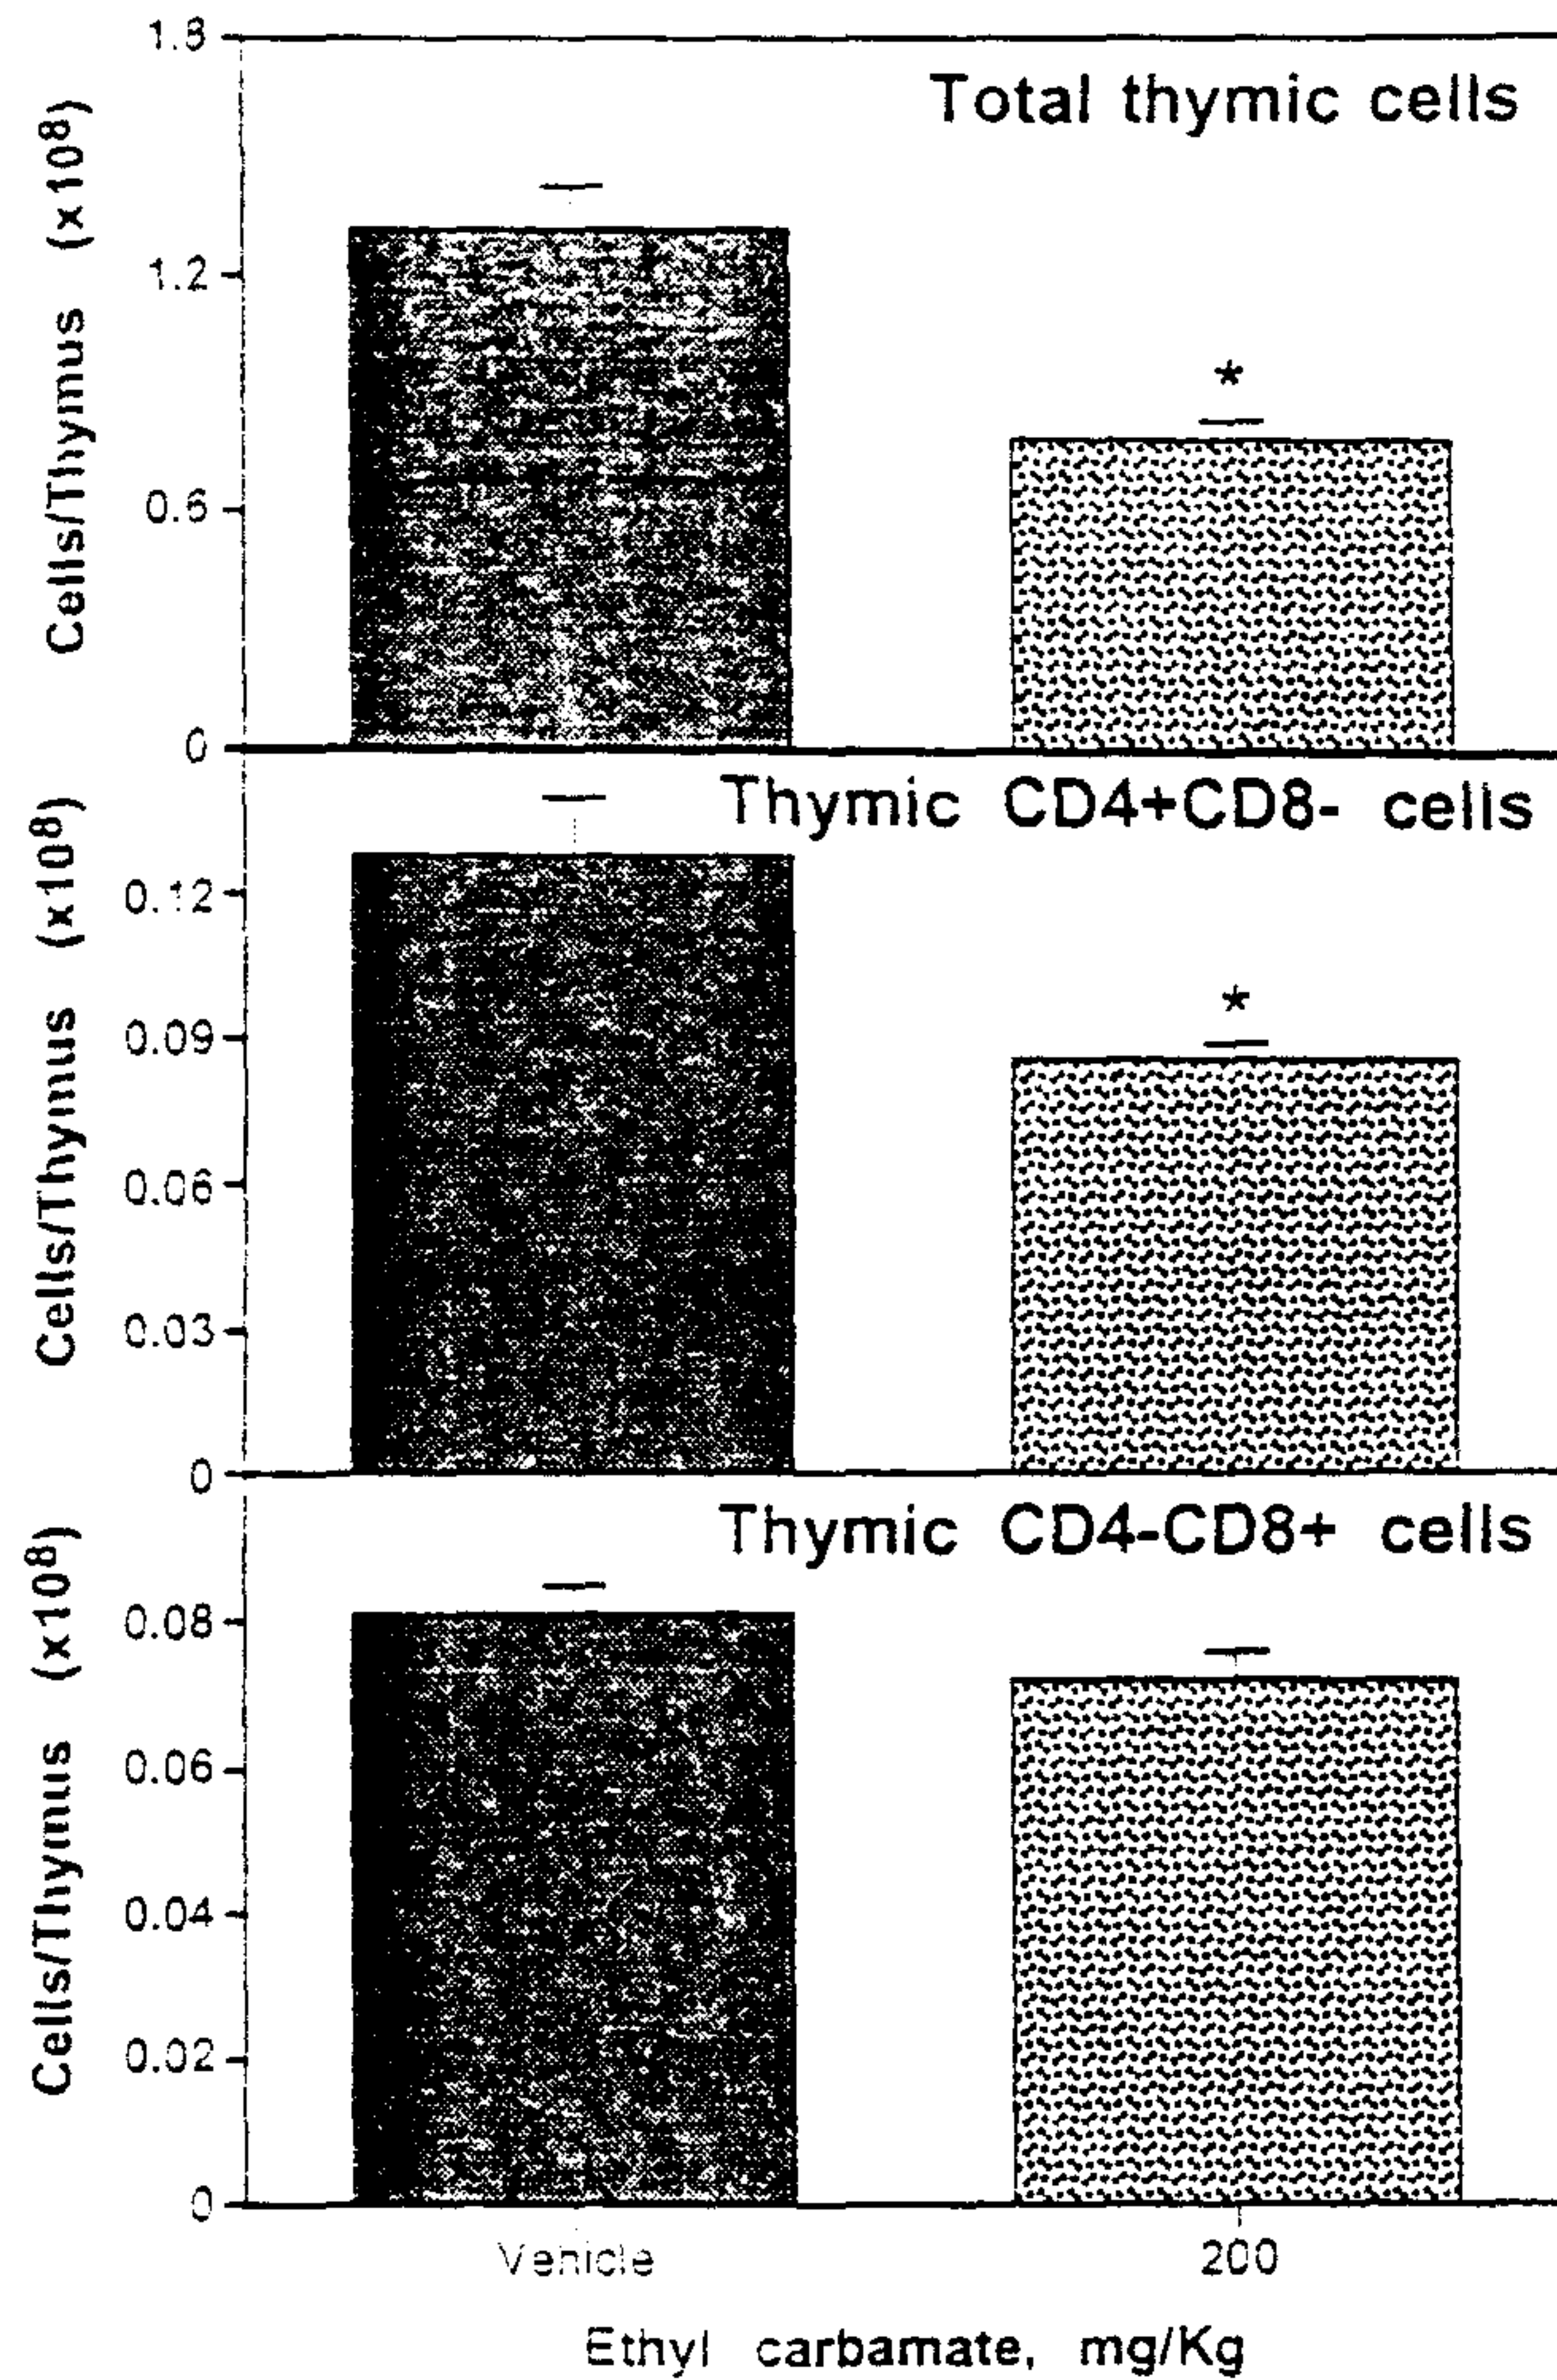 Total thymic cells
Cells/Thymus (x10⁸)
1.8
1.2
0.6
0
*
Thymic CD4+CD8- cells
Cells/Thymus (x10⁸)
0.12
0.09
0.06
0.03
0
*
Thymic CD4-CD8+ cells
Cells/Thymus (x10⁸)
0.08
0.06
0.04
0.02
0
Vehicle
200
Ethyl carbamate, mg/Kg